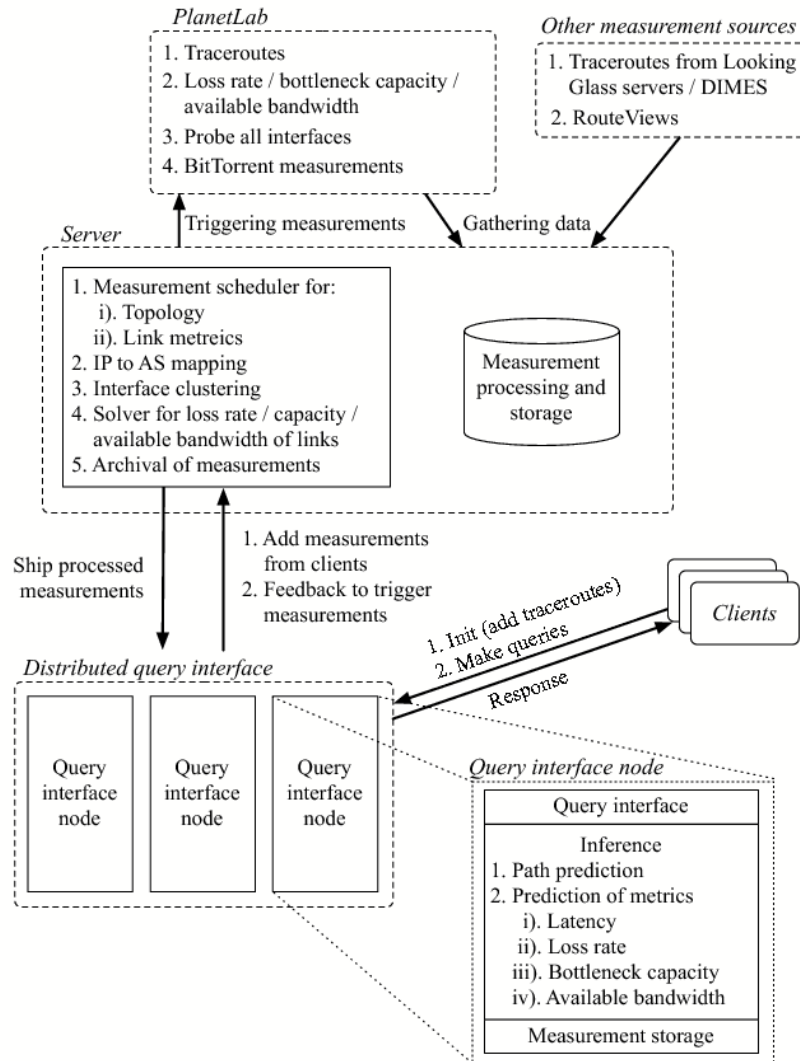 PlanetLab
1. Traceroutes
2. Loss rate / bottleneck capacity /
available bandwidth
3. Probe all interfaces
4. BitTorrent measurements
Other measurement sources
1. Traceroutes from Looking
Glass servers / DIMES
2. RouteViews
Triggering measurements
Gathering data
Server
1. Measurement scheduler for:
i). Topology
ii). Link metreics
2. IP to AS mapping
3. Interface clustering
4. Solver for loss rate / capacity /
available bandwidth of links
5. Archival of measurements
Measurement
processing and
storage
Ship processed
measurements
1. Add measurements
from clients
2. Feedback to trigger
measurements
1. Init (add traceroutes)
2. Make queries
Response
Clients
Distributed query interface
Query
interface
node
Query
interface
node
Query
interface
node
Query interface node
Query interface
Inference
1. Path prediction
2. Prediction of metrics
i). Latency
ii). Loss rate
iii). Bottleneck capacity
iv). Available bandwidth
Measurement storage